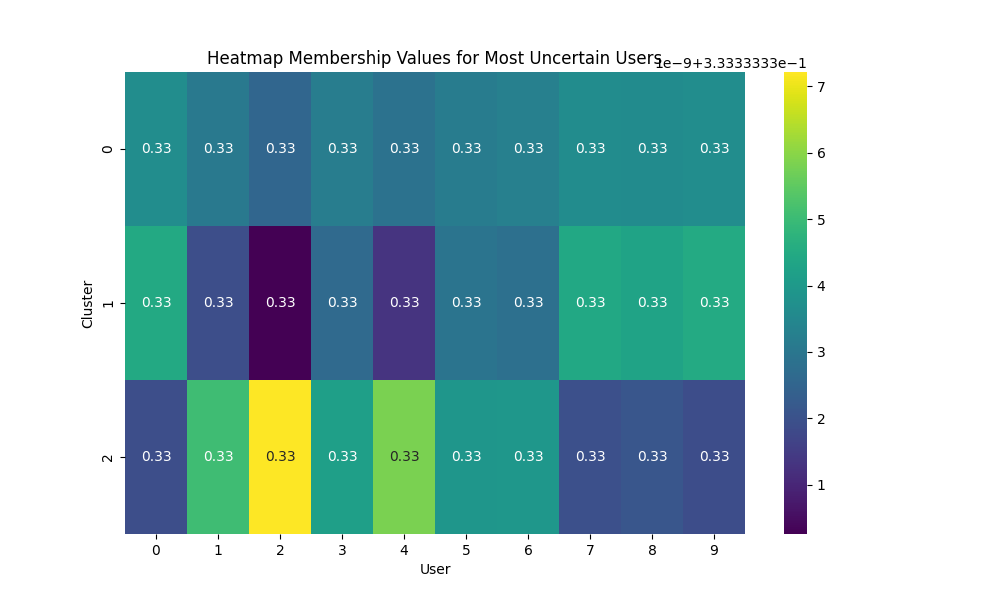 Heatmap Membership Values for Most Uncertain Users
1e−9+3.3333333e−1
7
6
5
4
3
2
1
0
0.33 0.33 0.33 0.33 0.33 0.33 0.33 0.33 0.33 0.33
1
0.33 0.33 0.33 0.33 0.33 0.33 0.33 0.33 0.33 0.33
2
0.33 0.33 0.33 0.33 0.33 0.33 0.33 0.33 0.33 0.33
Cluster
0 1 2 3 4 5 6 7 8 9
User